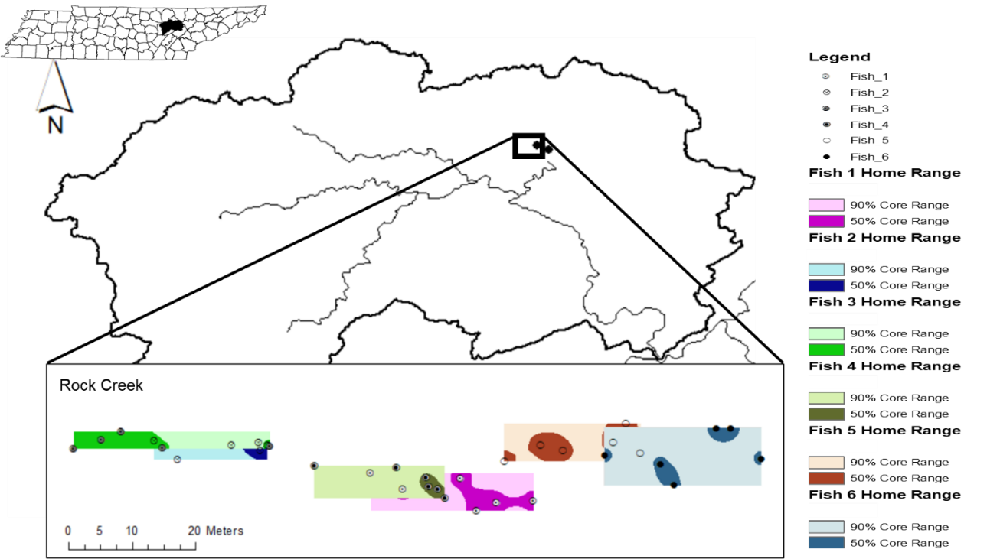 N
Legend
Fish_1
Fish_2
Fish_3
Fish_4
Fish_5
Fish_6
Fish 1 Home Range
90% Core Range
50% Core Range
Fish 2 Home Range
90% Core Range
50% Core Range
Fish 3 Home Range
90% Core Range
50% Core Range
Fish 4 Home Range
90% Core Range
50% Core Range
Fish 5 Home Range
90% Core Range
50% Core Range
Fish 6 Home Range
90% Core Range
50% Core Range
Rock Creek
0 5 10 20 Meters